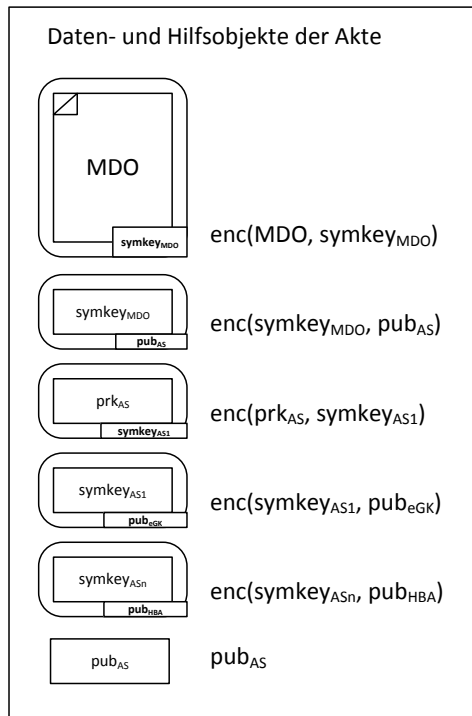 Daten- und Hilfsobjekte der Akte
MDO
symkeyMDO
enc(MDO, symkeyMDO)
symkeyMDO
pubAS
enc(symkeyMDO, pubAS)
prkAS
symkeyAS1
enc(prkAS, symkeyAS1)
symkeyAS1
pubeGK
enc(symkeyAS1, pubeGK)
symkeyASn
pubHBA
enc(symkeyASn, pubHBA)
pubAS
pubAS